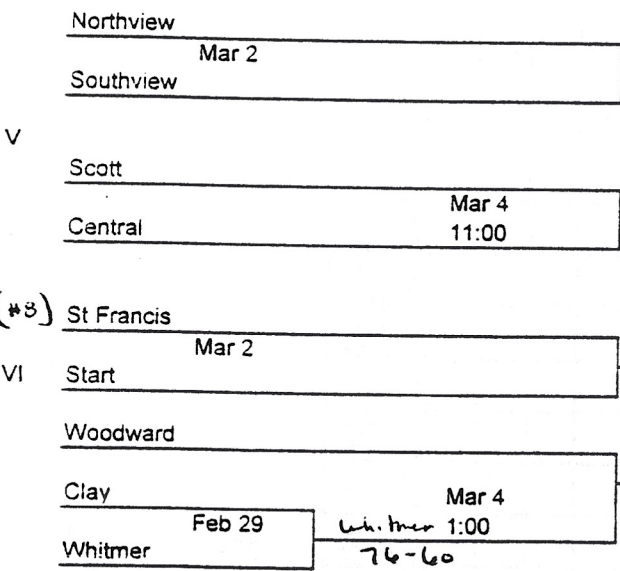 Northview
Mar 2
Southview
V
Scott
Mar 4
Central
11:00
(#8) St Francis
Mar 2
VI Start
Woodward
Clay
Mar 4
Feb 29
Whitmer 1:00
Whitmer
76-60